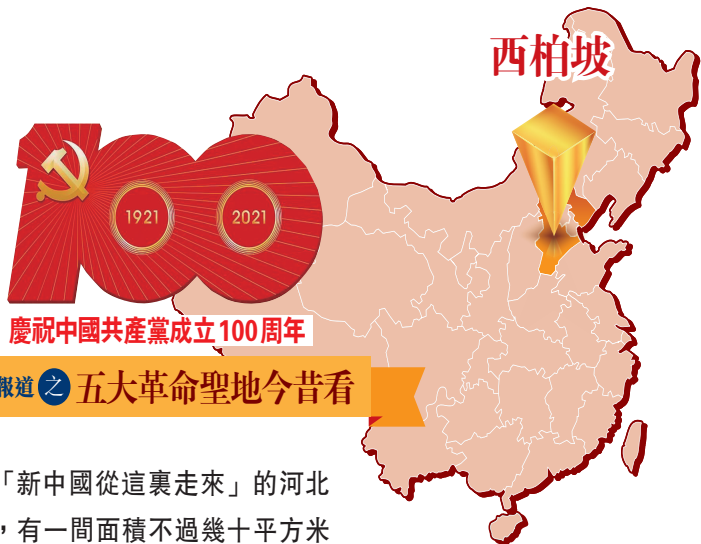 西柏坡
100
1921
2021
慶祝中國共產黨成立100周年
報道之五大革命聖地今昔看
「新中國從這裏走來」的河北
，有一間面積不過幾十平方米